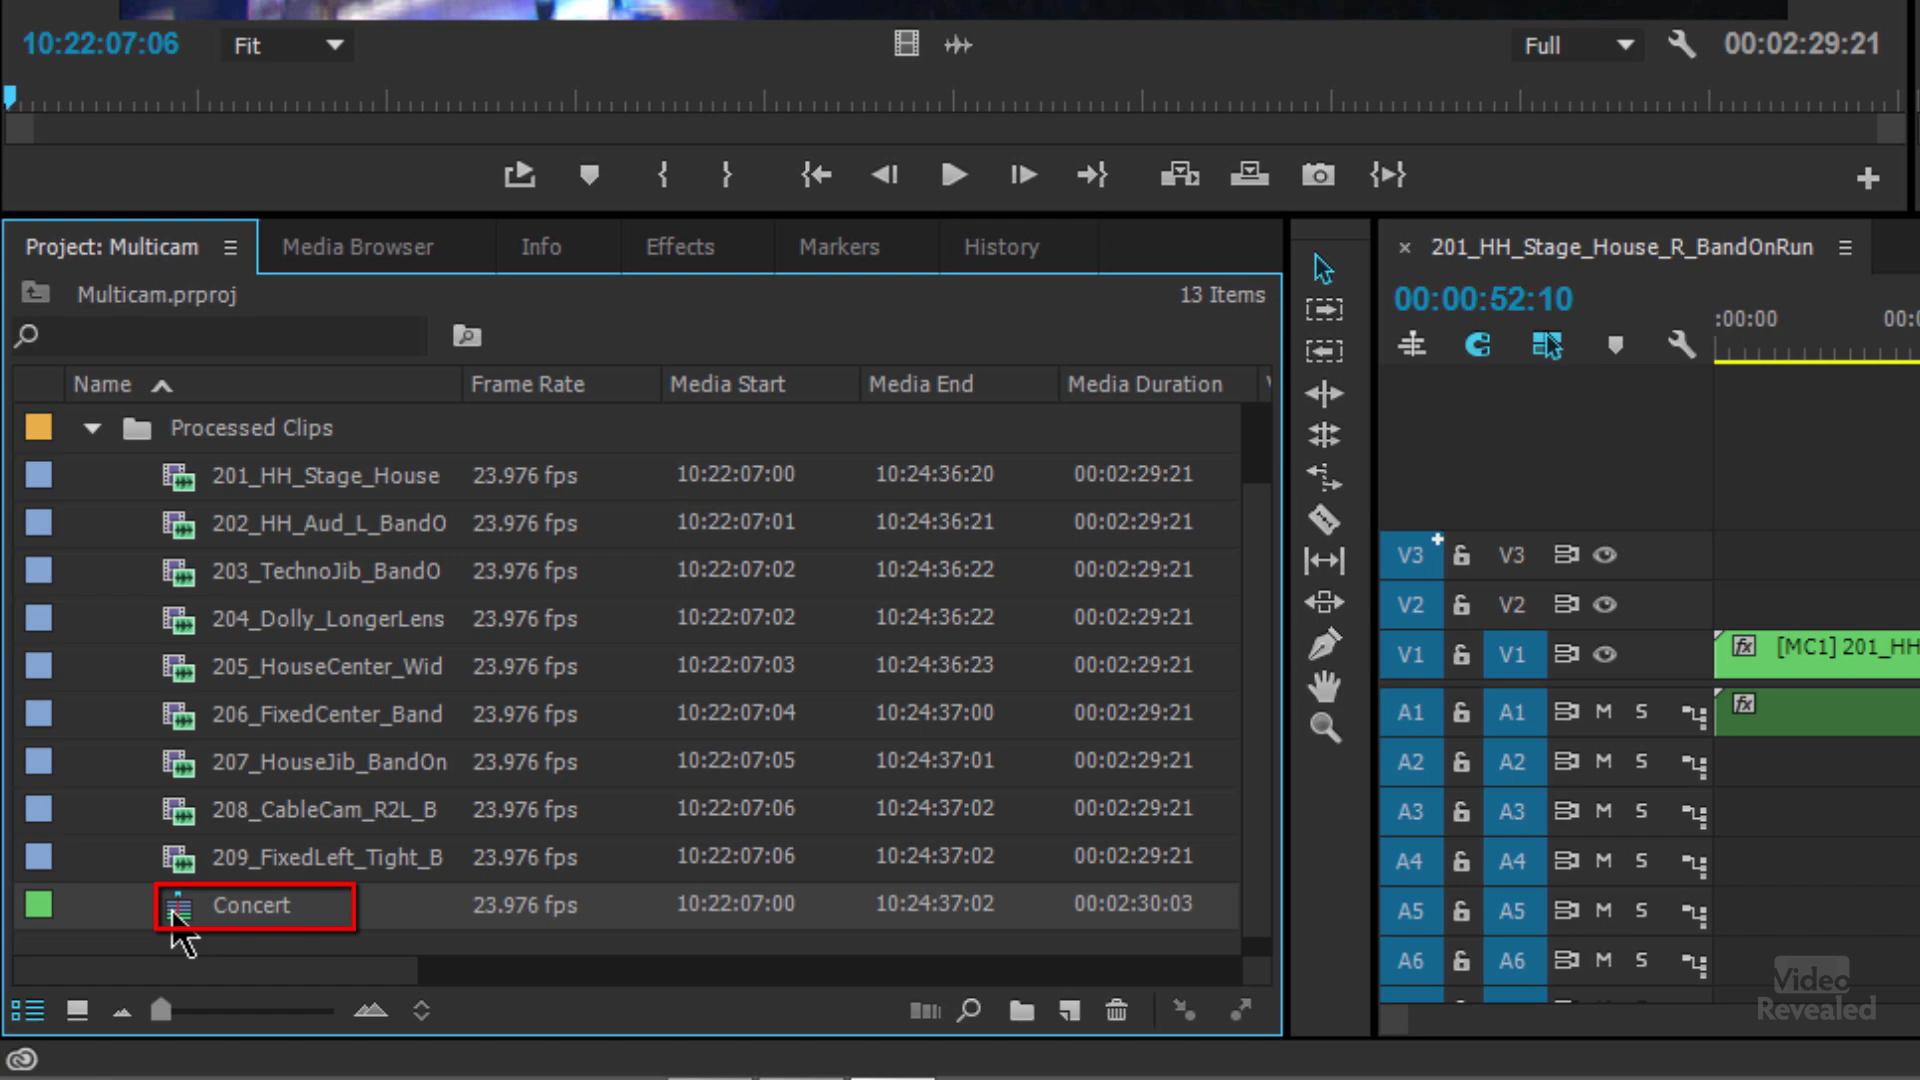 10:22:07:06 Fit Full 00:02:29:21
Project: Multicam Media Browser Info Effects Markers History
Multicam.prproj 13 Items
Name Frame Rate Media Start Media End Media Duration
Processed Clips
201_HH_Stage_House 23.976 fps 10:22:07:00 10:24:36:20 00:02:29:21
202_HH_Aud_L_BandO 23.976 fps 10:22:07:01 10:24:36:21 00:02:29:21
203_TechnoJib_BandO 23.976 fps 10:22:07:02 10:24:36:22 00:02:29:21
204_Dolly_LongerLens 23.976 fps 10:22:07:02 10:24:36:22 00:02:29:21
205_HouseCenter_Wid 23.976 fps 10:22:07:03 10:24:36:23 00:02:29:21
206_FixedCenter_Band 23.976 fps 10:22:07:04 10:24:37:00 00:02:29:21
207_HouseJib_BandOn 23.976 fps 10:22:07:05 10:24:37:01 00:02:29:21
208_CableCam_R2L_B 23.976 fps 10:22:07:06 10:24:37:02 00:02:29:21
209_FixedLeft_Tight_B 23.976 fps 10:22:07:06 10:24:37:02 00:02:29:21
Concert 23.976 fps 10:22:07:00 10:24:37:02 00:02:30:03
201_HH_Stage_House_R_BandOnRun
00:00:52:10
:00:00 00:
V3 V3
V2 V2
V1 V1 fx [MC1] 201_HH
A1 A1 M S fx
A2 A2 M S
A3 A3 M S
A4 A4 M S
A5 A5 M S
A6 A6 M S
Video
Revealed